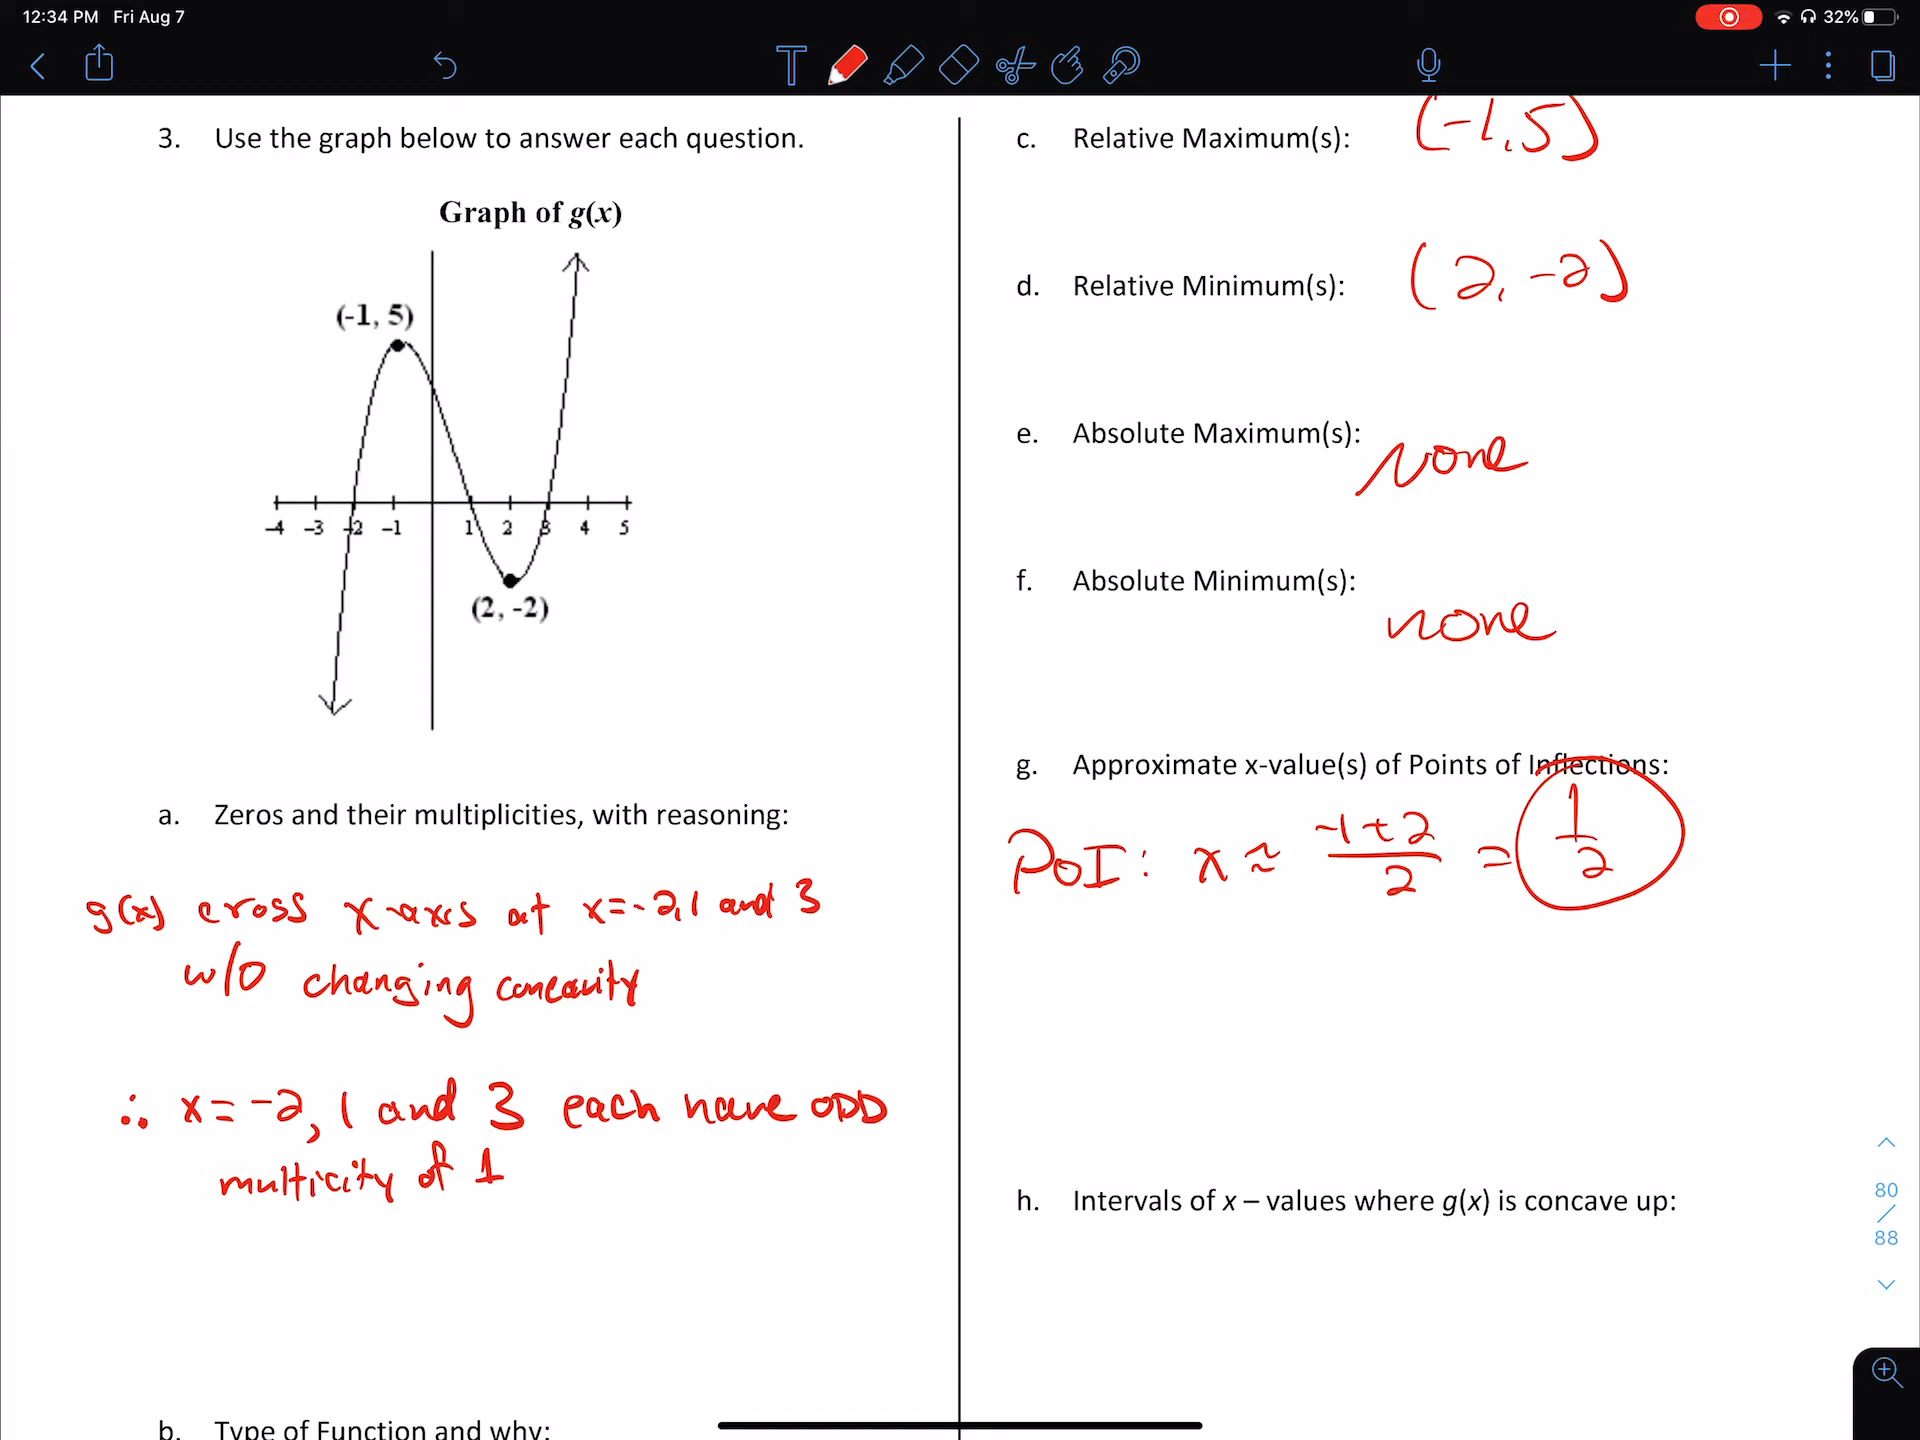 12:34 PM Fri Aug 7
32%
3. Use the graph below to answer each question.
Graph of g(x)
(-1, 5)
-4 -3 -2 -1 1 2 3 4 5
(2, -2)
a. Zeros and their multiplicities, with reasoning:
g(x) cross x-axis at x=-2,1 and 3
w/o changing concavity
∴ x=-2, 1 and 3 each have ODD
multicity of 1
b. Type of Function and why:
c. Relative Maximum(s): (-1,5)
d. Relative Minimum(s): (2,-2)
e. Absolute Maximum(s):
none
f. Absolute Minimum(s):
none
g. Approximate x-value(s) of Points of Inflections:
POI: x ≈ (-1+2)/2 = 1/2
h. Intervals of x – values where g(x) is concave up:
80
/
88